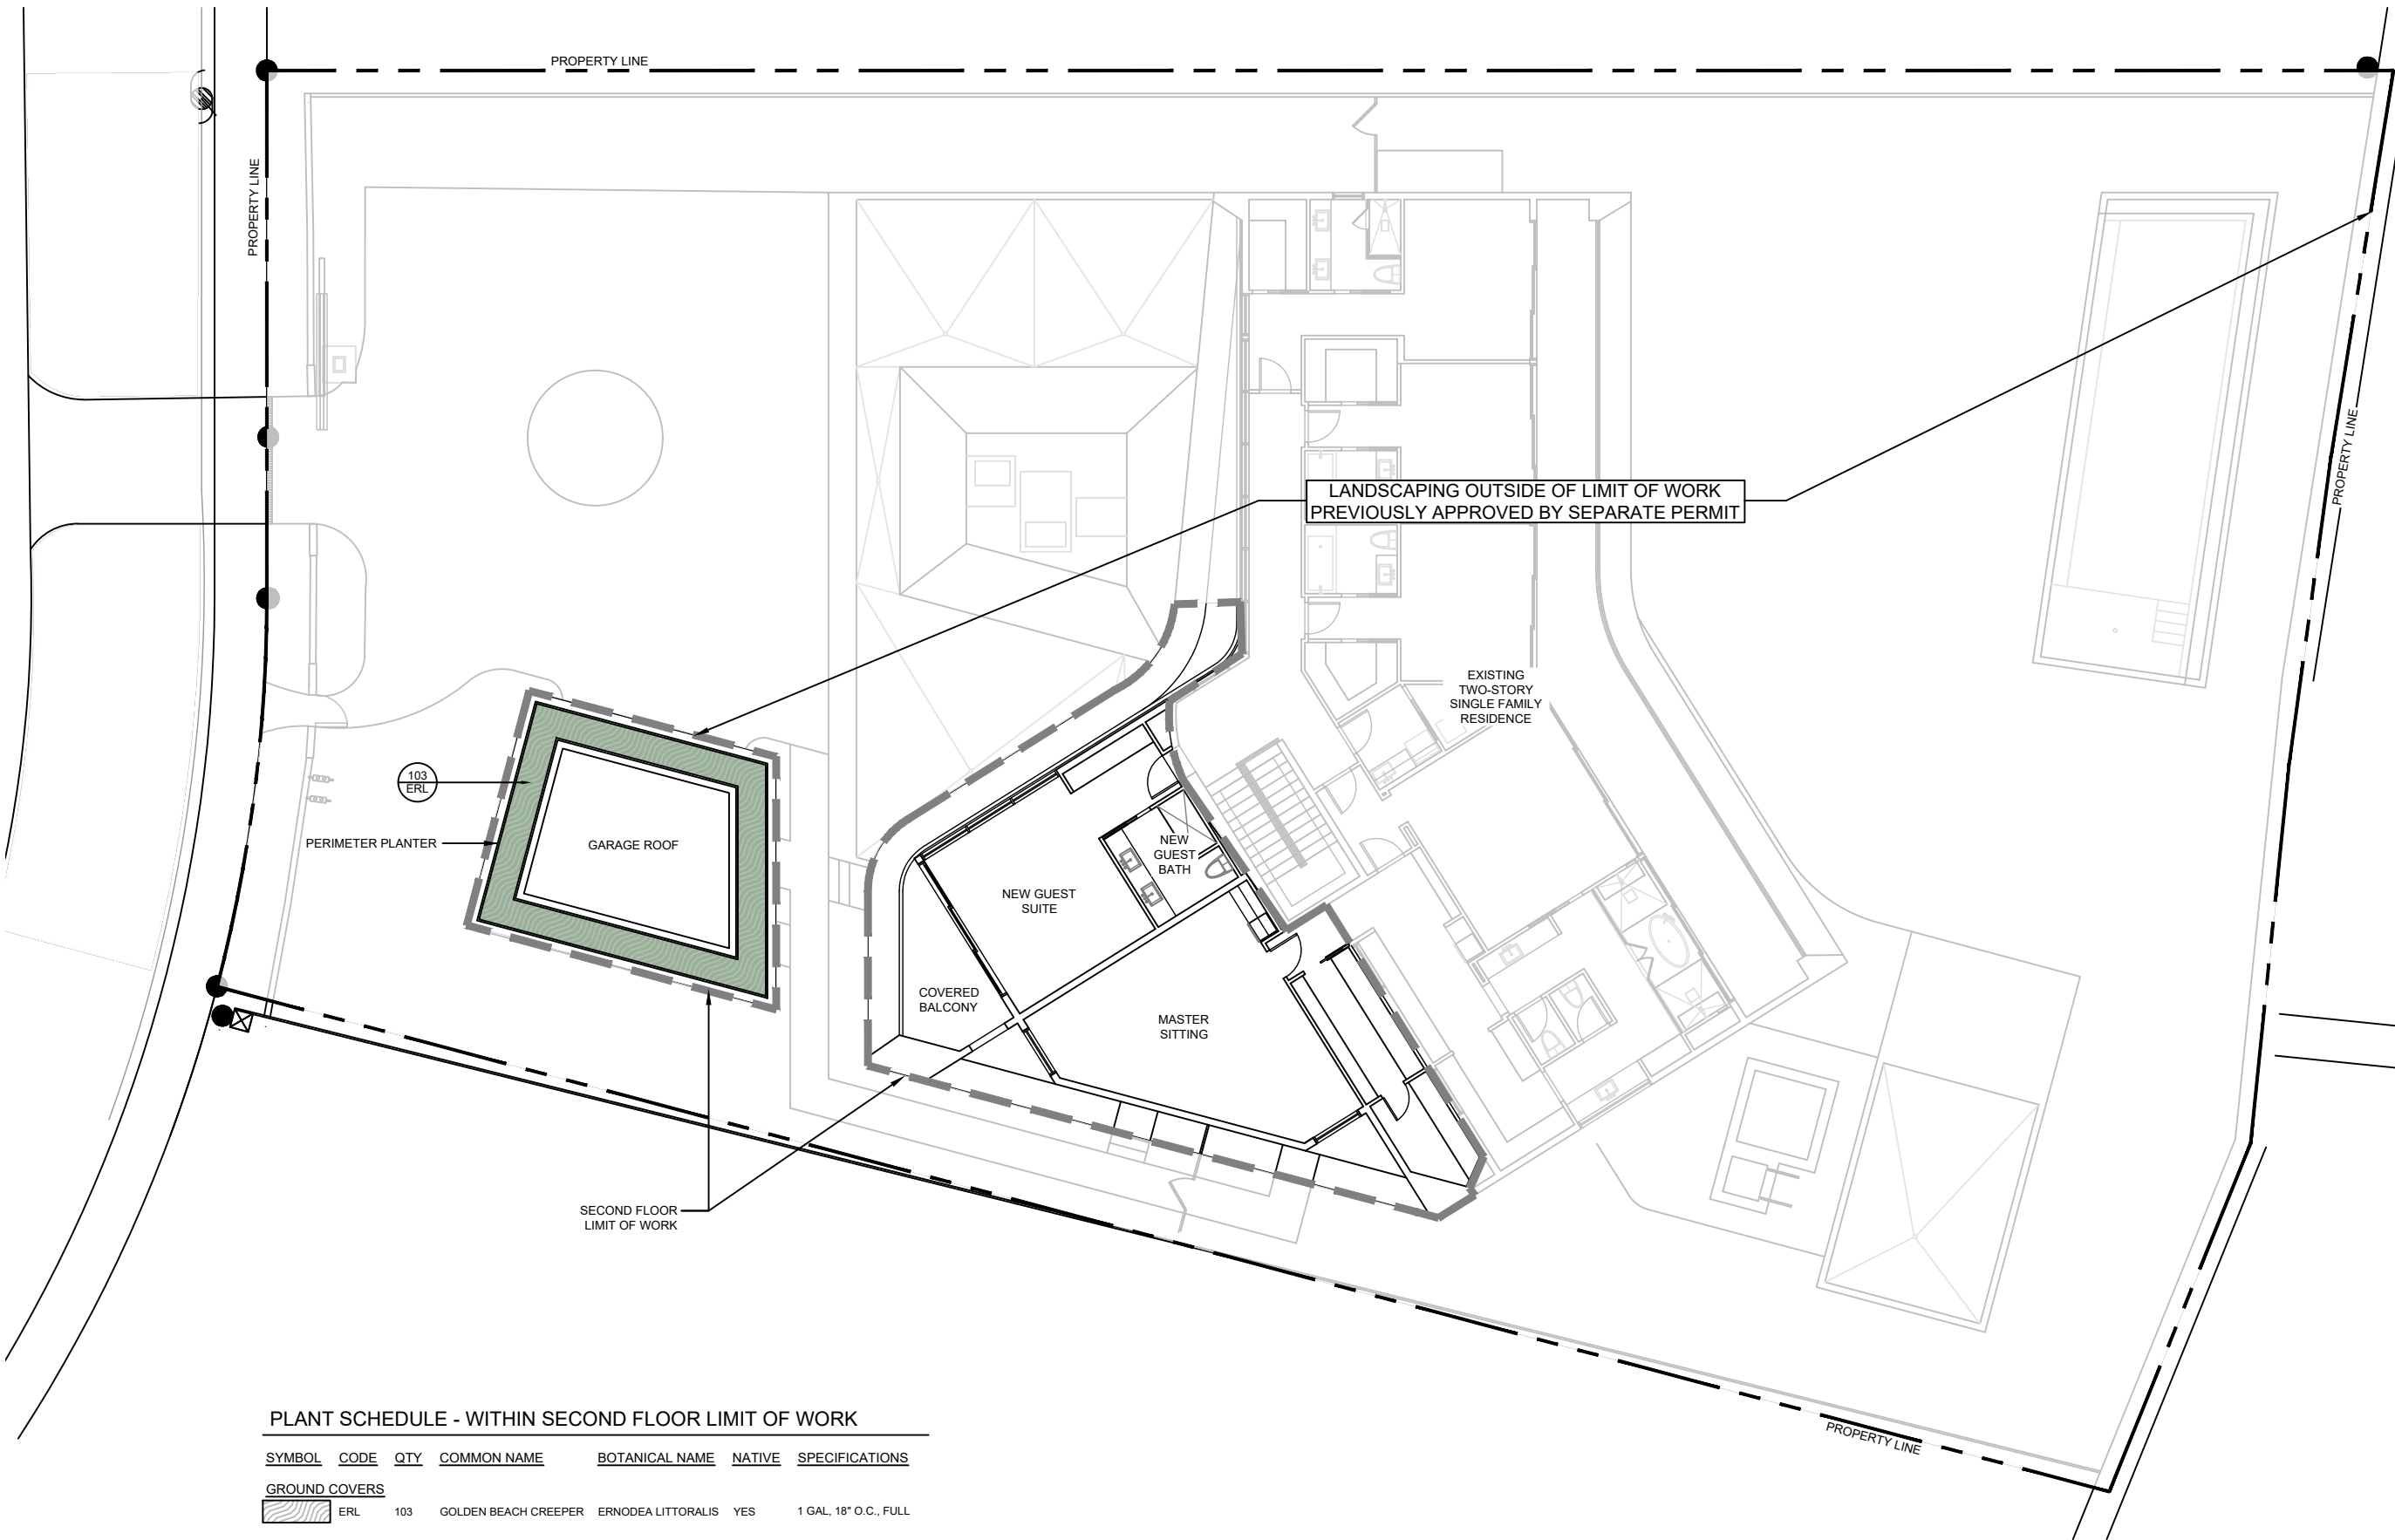 PROPERTY LINE
PROPERTY LINE
PROPERTY LINE
LANDSCAPING OUTSIDE OF LIMIT OF WORK
PREVIOUSLY APPROVED BY SEPARATE PERMIT
EXISTING
TWO-STORY
SINGLE FAMILY
RESIDENCE
103
ERL
PERIMETER PLANTER
GARAGE ROOF
NEW
GUEST
BATH
NEW GUEST
SUITE
COVERED
BALCONY
MASTER
SITTING
SECOND FLOOR
LIMIT OF WORK
PROPERTY LINE
PLANT SCHEDULE - WITHIN SECOND FLOOR LIMIT OF WORK
SYMBOL CODE QTY COMMON NAME BOTANICAL NAME NATIVE SPECIFICATIONS
GROUND COVERS
ERL 103 GOLDEN BEACH CREEPER ERNODEA LITTORALIS YES 1 GAL, 18" O.C., FULL